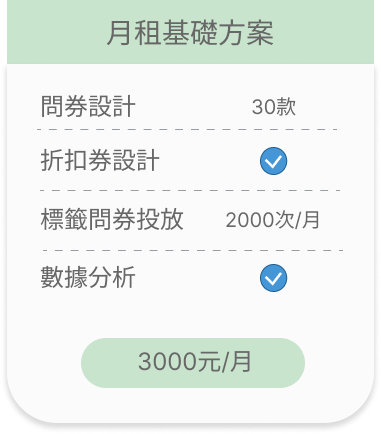 月租基礎方案
問券設計 30款
折扣券設計
標籤問券投放 2000次/月
數據分析
3000元/月